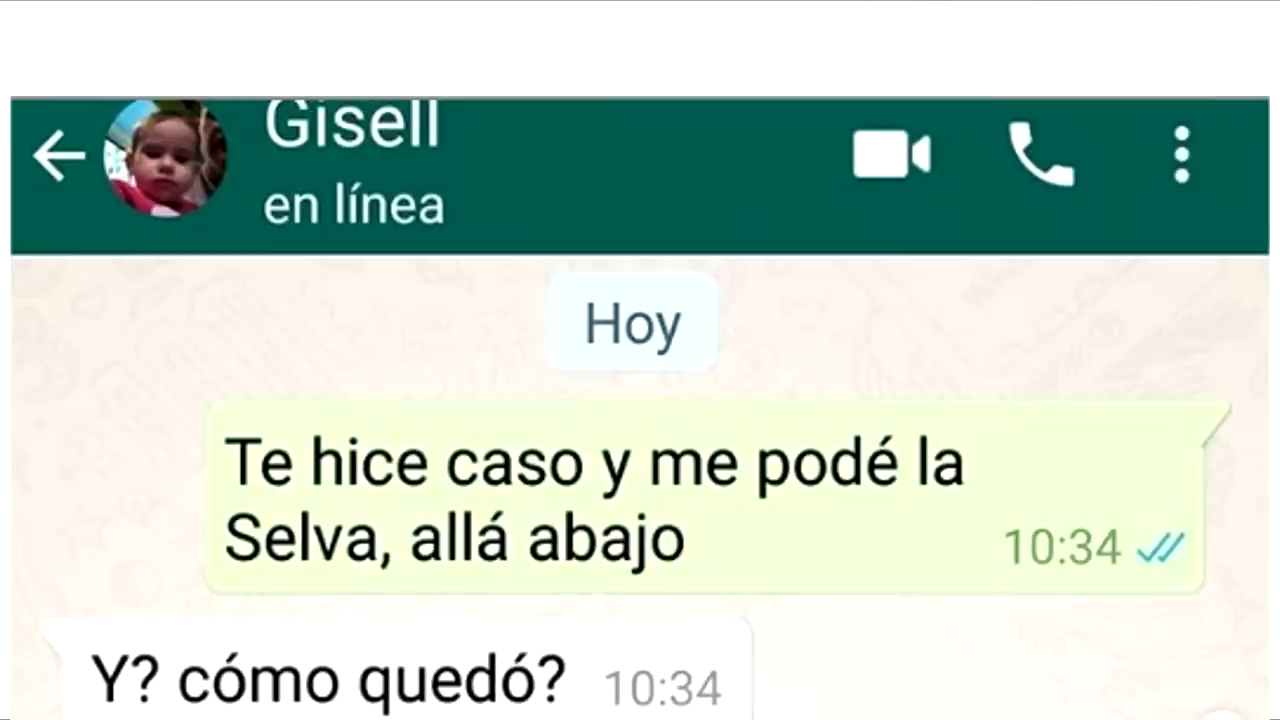 Gisell
en línea
Hoy
Te hice caso y me podé la
Selva, allá abajo
10:34
Y? cómo quedó? 10:34